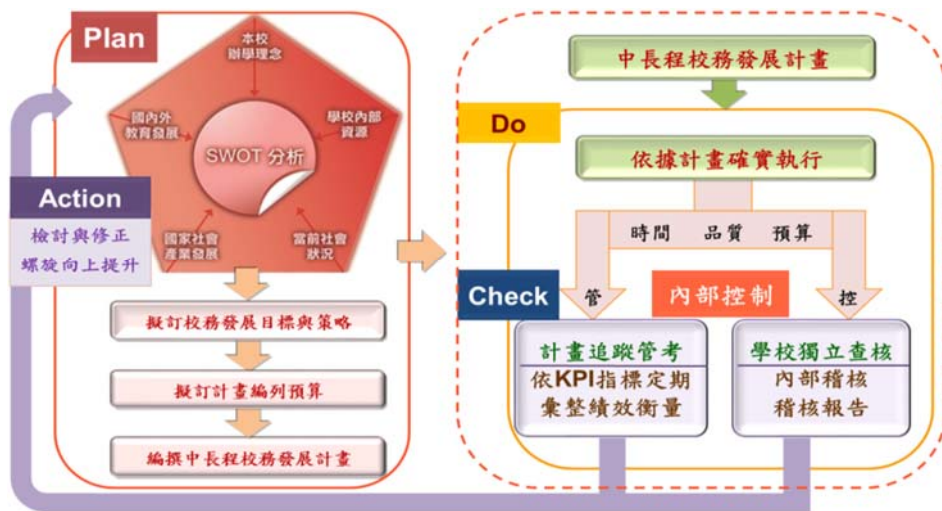 Plan
本校
辦學理念
國內外
教育發展
學校內部
資源
SWOT 分析
國家社會
產業發展
當前社會
狀況
擬訂校務發展目標與策略
擬訂計畫編列預算
編撰中長程校務發展計畫
Action
檢討與修正
螺旋向上提升
中長程校務發展計畫
Do
依據計畫確實執行
時間 品質 預算
Check
管
內部控制
控
計畫追蹤管考
依KPI指標定期
彙整績效衡量
學校獨立查核
內部稽核
稽核報告